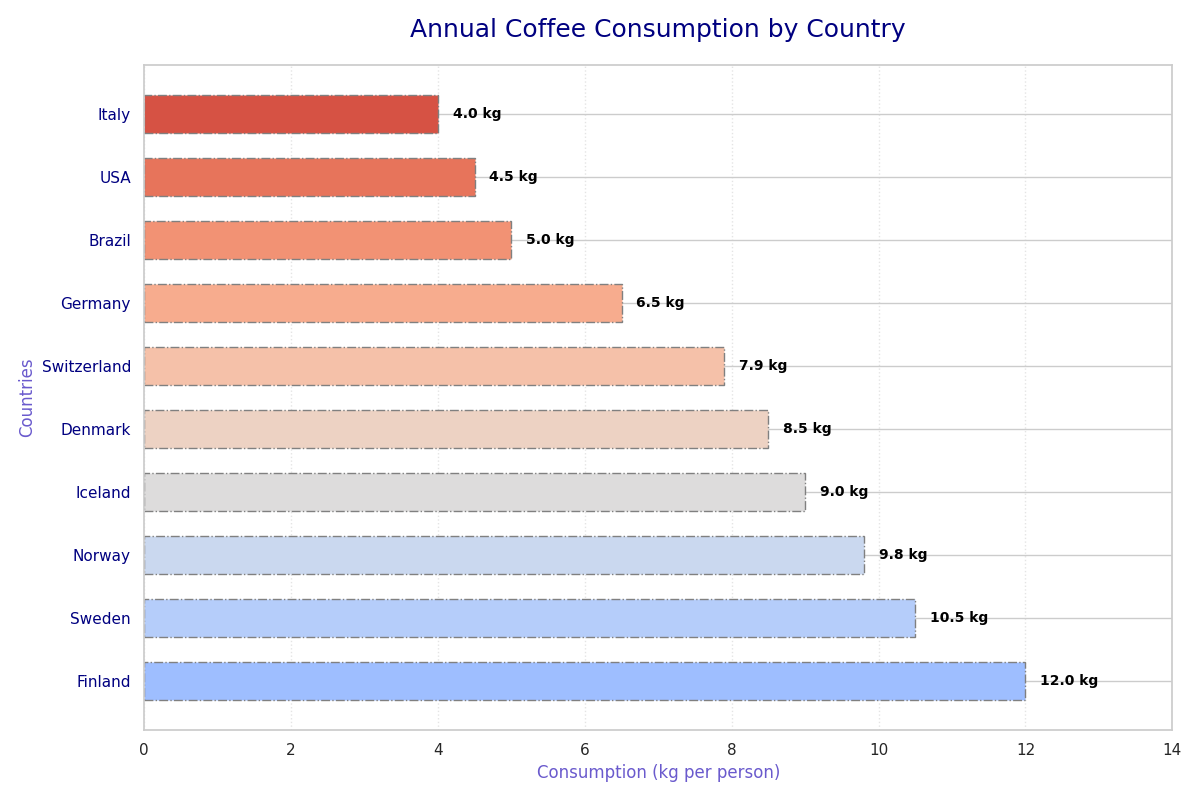 Annual Coffee Consumption by Country
Countries
Italy 4.0 kg
USA 4.5 kg
Brazil 5.0 kg
Germany 6.5 kg
Switzerland 7.9 kg
Denmark 8.5 kg
Iceland 9.0 kg
Norway 9.8 kg
Sweden 10.5 kg
Finland 12.0 kg
0 2 4 6 8 10 12 14
Consumption (kg per person)